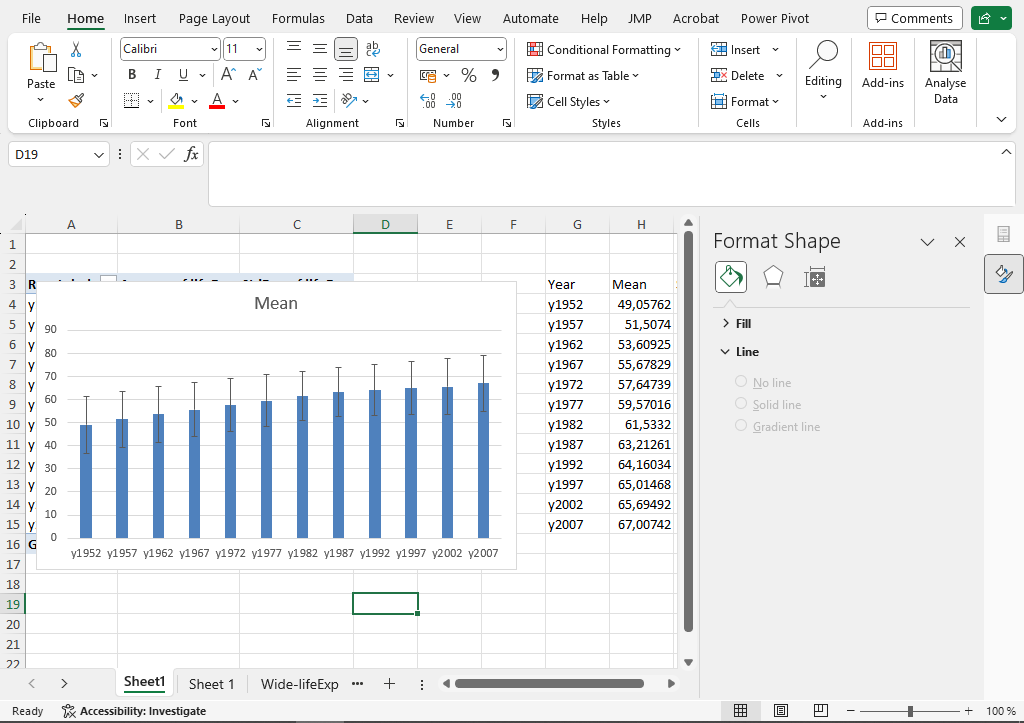 File Home Insert Page Layout Formulas Data Review View Automate Help JMP Acrobat Power Pivot Comments
Paste
Clipboard
Calibri 11
B I U A A
A
Font
ab
Alignment
General
% 9
Number
Conditional Formatting
Format as Table
Cell Styles
Styles
Insert
Delete
Format
Cells
Editing
Add-ins
Add-ins
Analyse
Data
D19 fx
A B C D E F G H
1
2
3 Year Mean
4 y y1952 49,05762
5 y y1957 51,5074
6 y y1962 53,60925
7 y y1967 55,67829
8 y y1972 57,64739
9 y y1977 59,57016
10 y y1982 61,5332
11 y y1987 63,21261
12 y y1992 64,16034
13 y y1997 65,01468
14 y y2002 65,69492
15 y y2007 67,00742
16 G
17
18
19
20
21
22
Mean
90
80
70
60
50
40
30
20
10
0
y1952 y1957 y1962 y1967 y1972 y1977 y1982 y1987 y1992 y1997 y2002 y2007
Format Shape
Fill
Line
No line
Solid line
Gradient line
Sheet1 Sheet 1 Wide-lifeExp
Ready Accessibility: Investigate 100 %